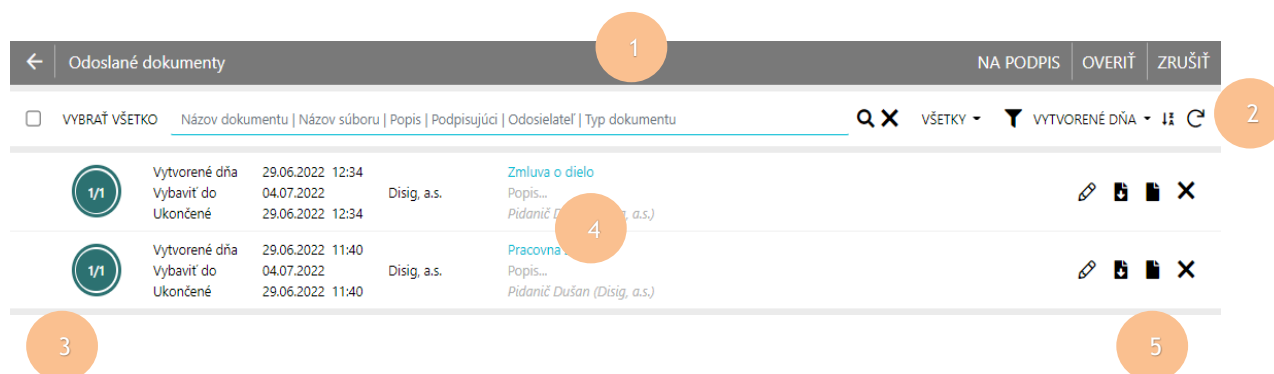 1
Odoslané dokumenty NA PODPIS OVERIŤ ZRUŠIŤ
VYBRAŤ VŠETKO Názov dokumentu | Názov súboru | Popis | Podpisujúci | Odosielateľ | Typ dokumentu VŠETKY VYTVORENÉ DŇA 2
1/1
Vytvorené dňa 29.06.2022 12:34 Zmluva o dielo
Vybaviť do 04.07.2022 Disig, a.s. Popis...
Ukončené 29.06.2022 12:34 Pidanič a.s.)
4
1/1
Vytvorené dňa 29.06.2022 11:40 Pracovna
Vybaviť do 04.07.2022 Disig, a.s. Popis...
Ukončené 29.06.2022 11:40 Pidanič Dušan (Disig, a.s.)
3 5